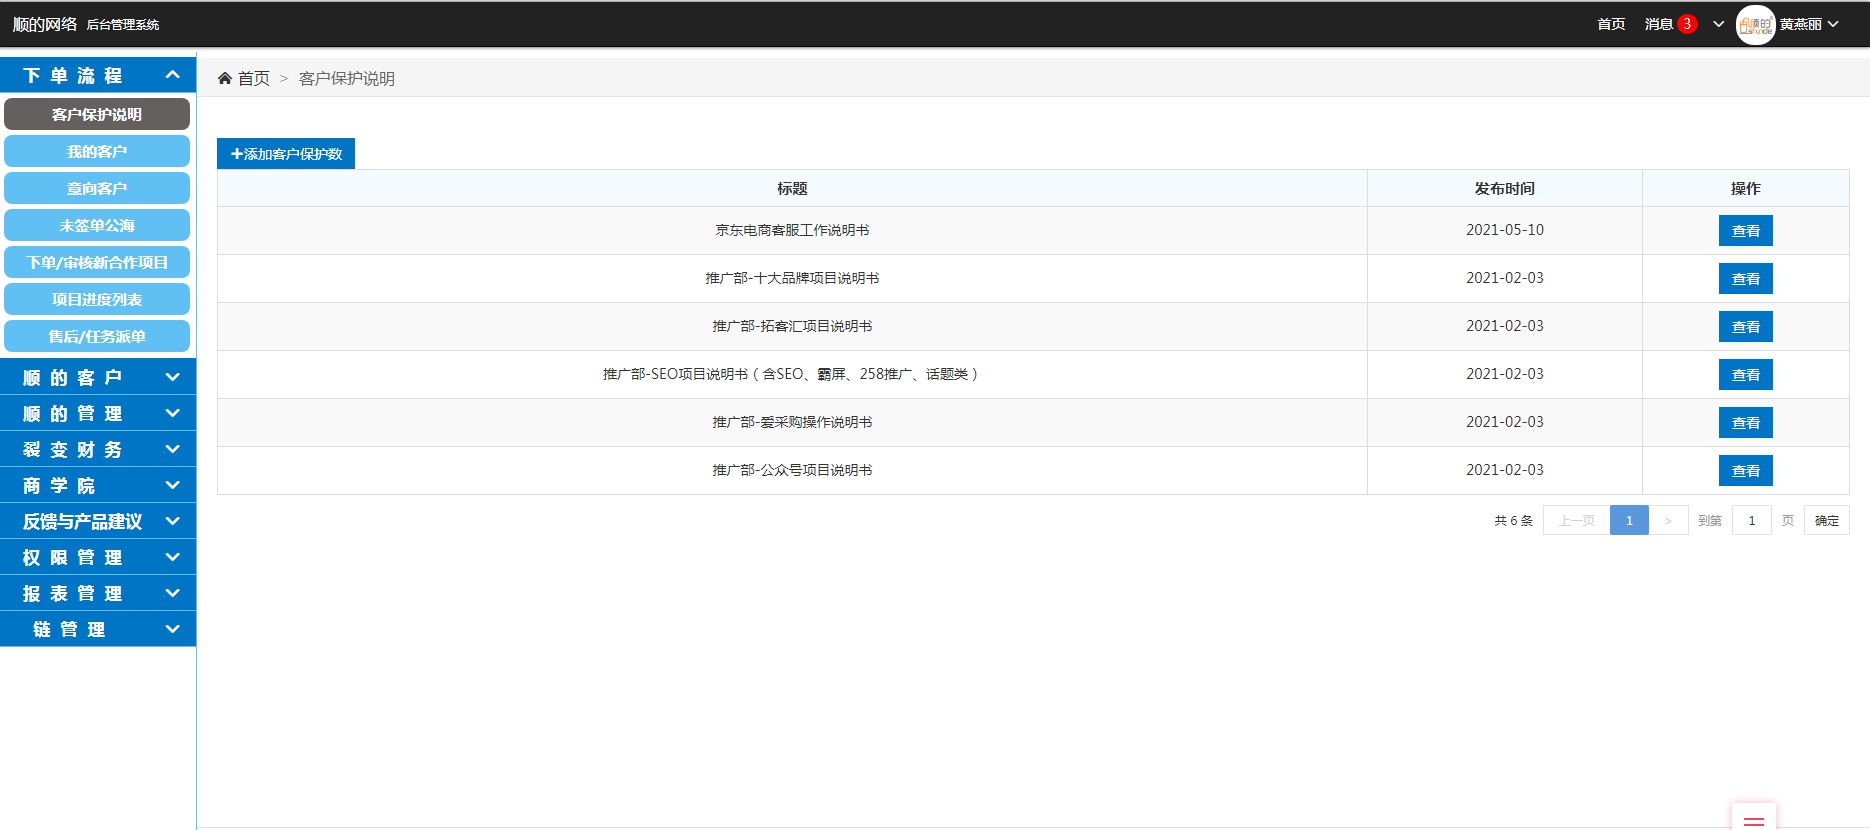 顺的网络 后台管理系统 首页 消息 3 黄燕丽
下单流程
客户保护说明
我的客户
意向客户
未签单公海
下单/审核新合作项目
项目进度列表
售后/任务派单
顺的客户
顺的管理
裂变财务
商学院
反馈与产品建议
权限管理
报表管理
链管理
首页 > 客户保护说明
添加客户保护数
标题 发布时间 操作
京东电商客服工作说明书 2021-05-10 查看
推广部-十大品牌项目说明书 2021-02-03 查看
推广部-拓客汇项目说明书 2021-02-03 查看
推广部-SEO项目说明书（含SEO、霸屏、258推广、话题类） 2021-02-03 查看
推广部-爱采购操作说明书 2021-02-03 查看
推广部-公众号项目说明书 2021-02-03 查看
共 6 条 上一页 1 > 到第 1 页 确定